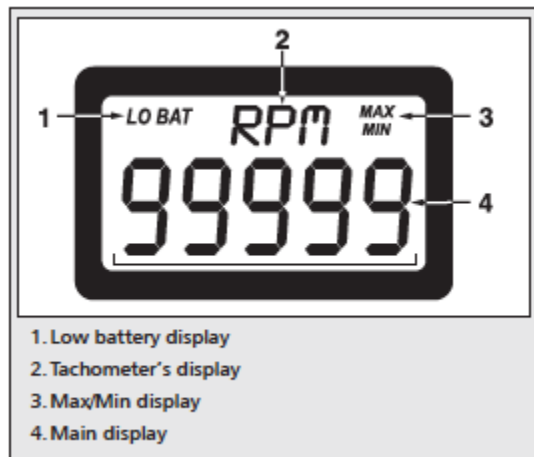 2
1 LO BAT RPM MAX 3
MIN
99999 4
1. Low battery display
2. Tachometer's display
3. Max/Min display
4. Main display